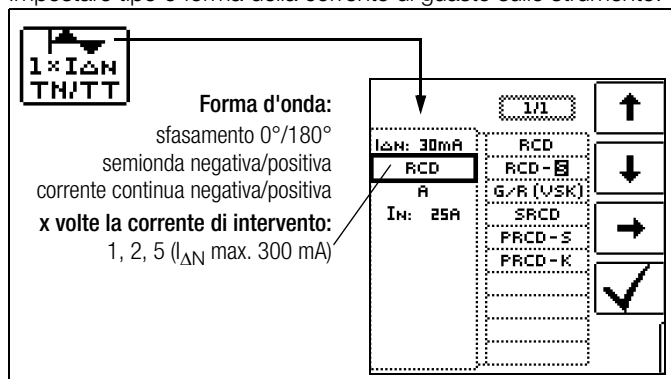 Impostare tipo e forma della corrente di guasto sullo strumento:
1×IΔN
TN/TT
Forma d'onda:
sfasamento 0°/180°
semionda negativa/positiva
corrente continua negativa/positiva
x volte la corrente di intervento:
1, 2, 5 (IΔN max. 300 mA)
1/1
IΔN: 30mA
RCD
A
IN: 25A
RCD
RCD-S
G/R (VSK)
SRCD
PRCD-S
PRCD-K